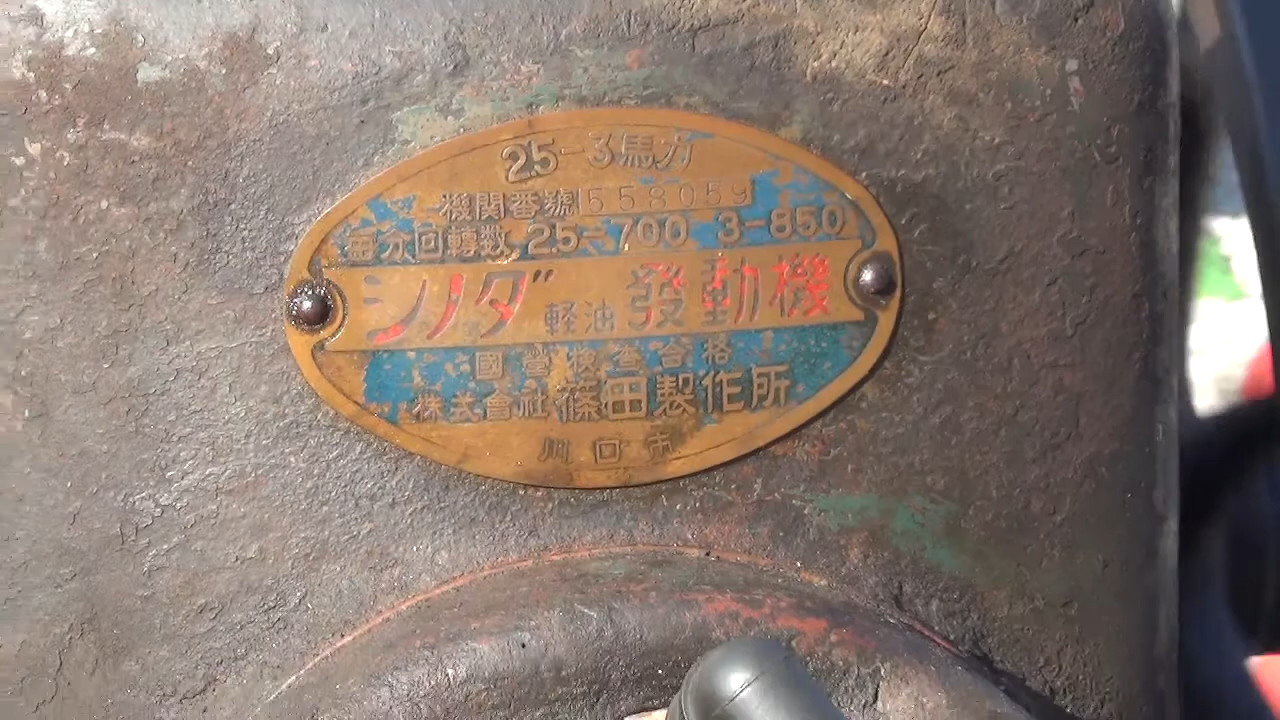 2.5-3馬力
機関番號 558059
每分回轉数 2.5-700 3-850
シノダ 軽油 發動機
國営検査合格
株式會社 篠田製作所
川口市